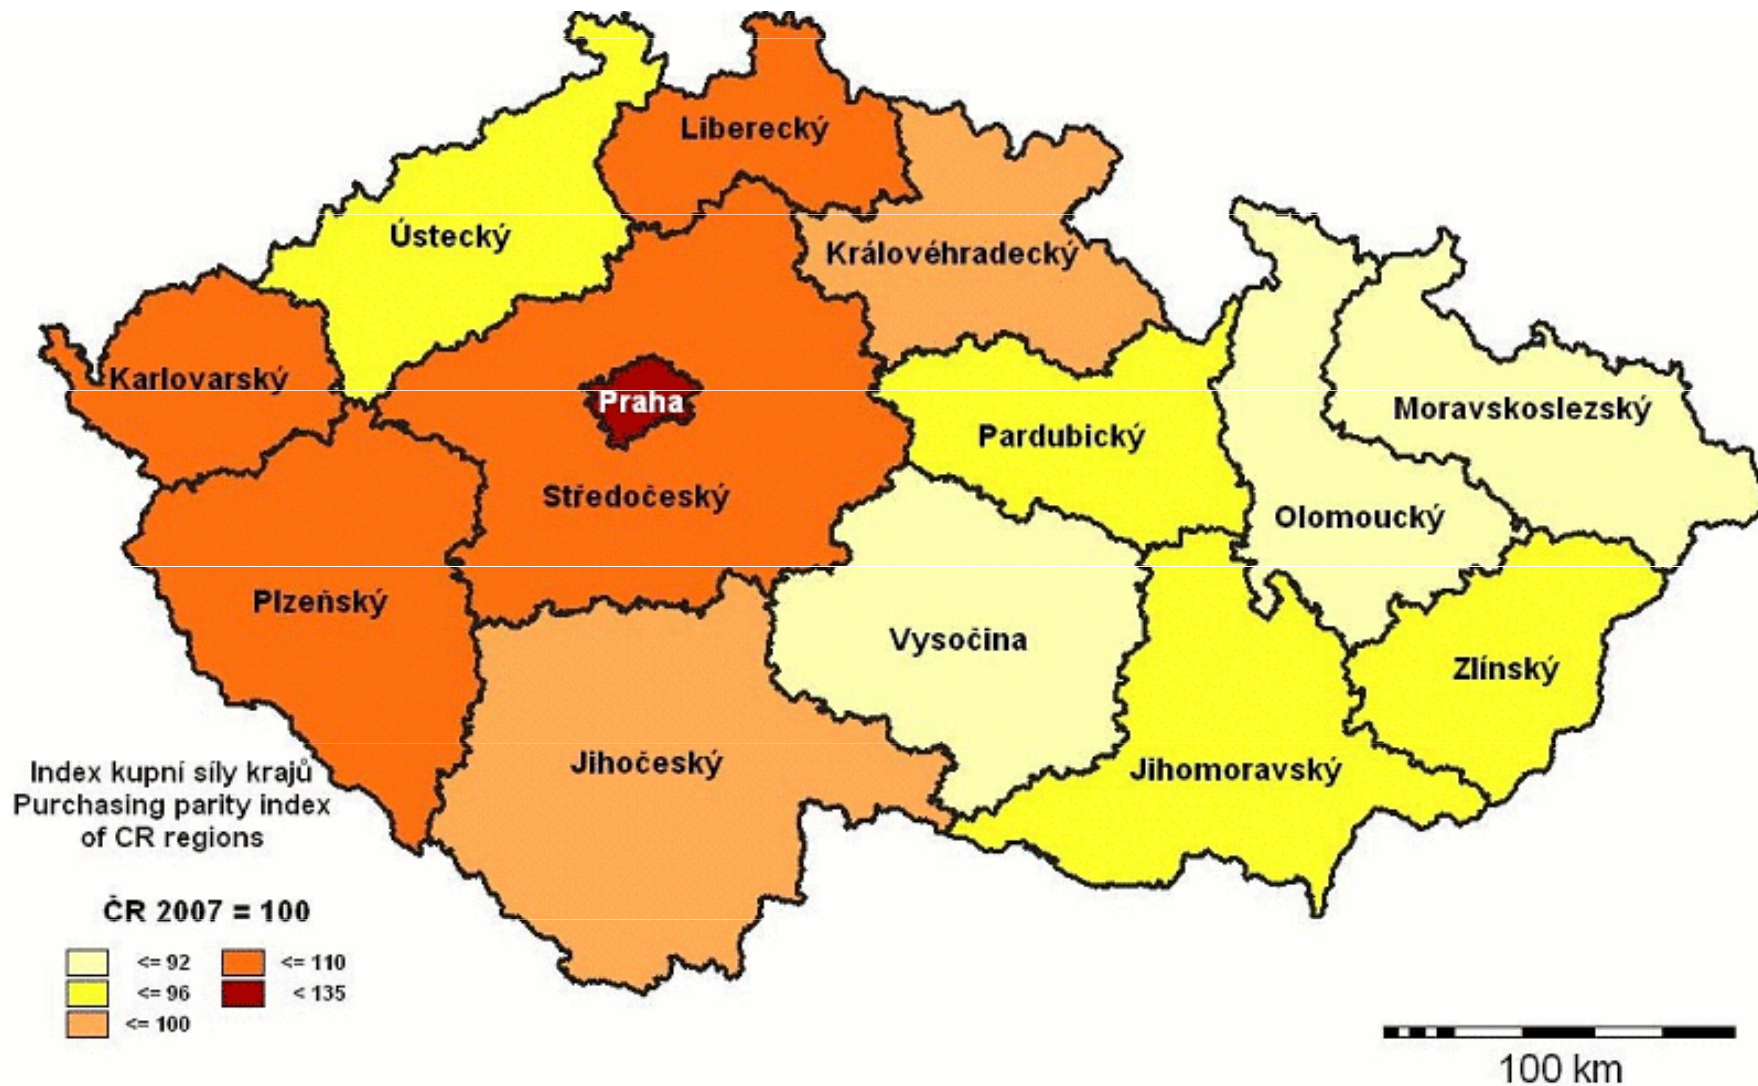 Liberecký
Ústecký
Královéhradecký
Karlovarský
Praha
Moravskoslezský
Pardubický
Středočeský
Olomoucký
Plzeňský
Vysočina
Zlínský
Jihočeský
Jihomoravský
Index kupní síly krajů
Purchasing parity index
of CR regions
ČR 2007 = 100
<= 92
<= 110
<= 96
< 135
<= 100
100 km